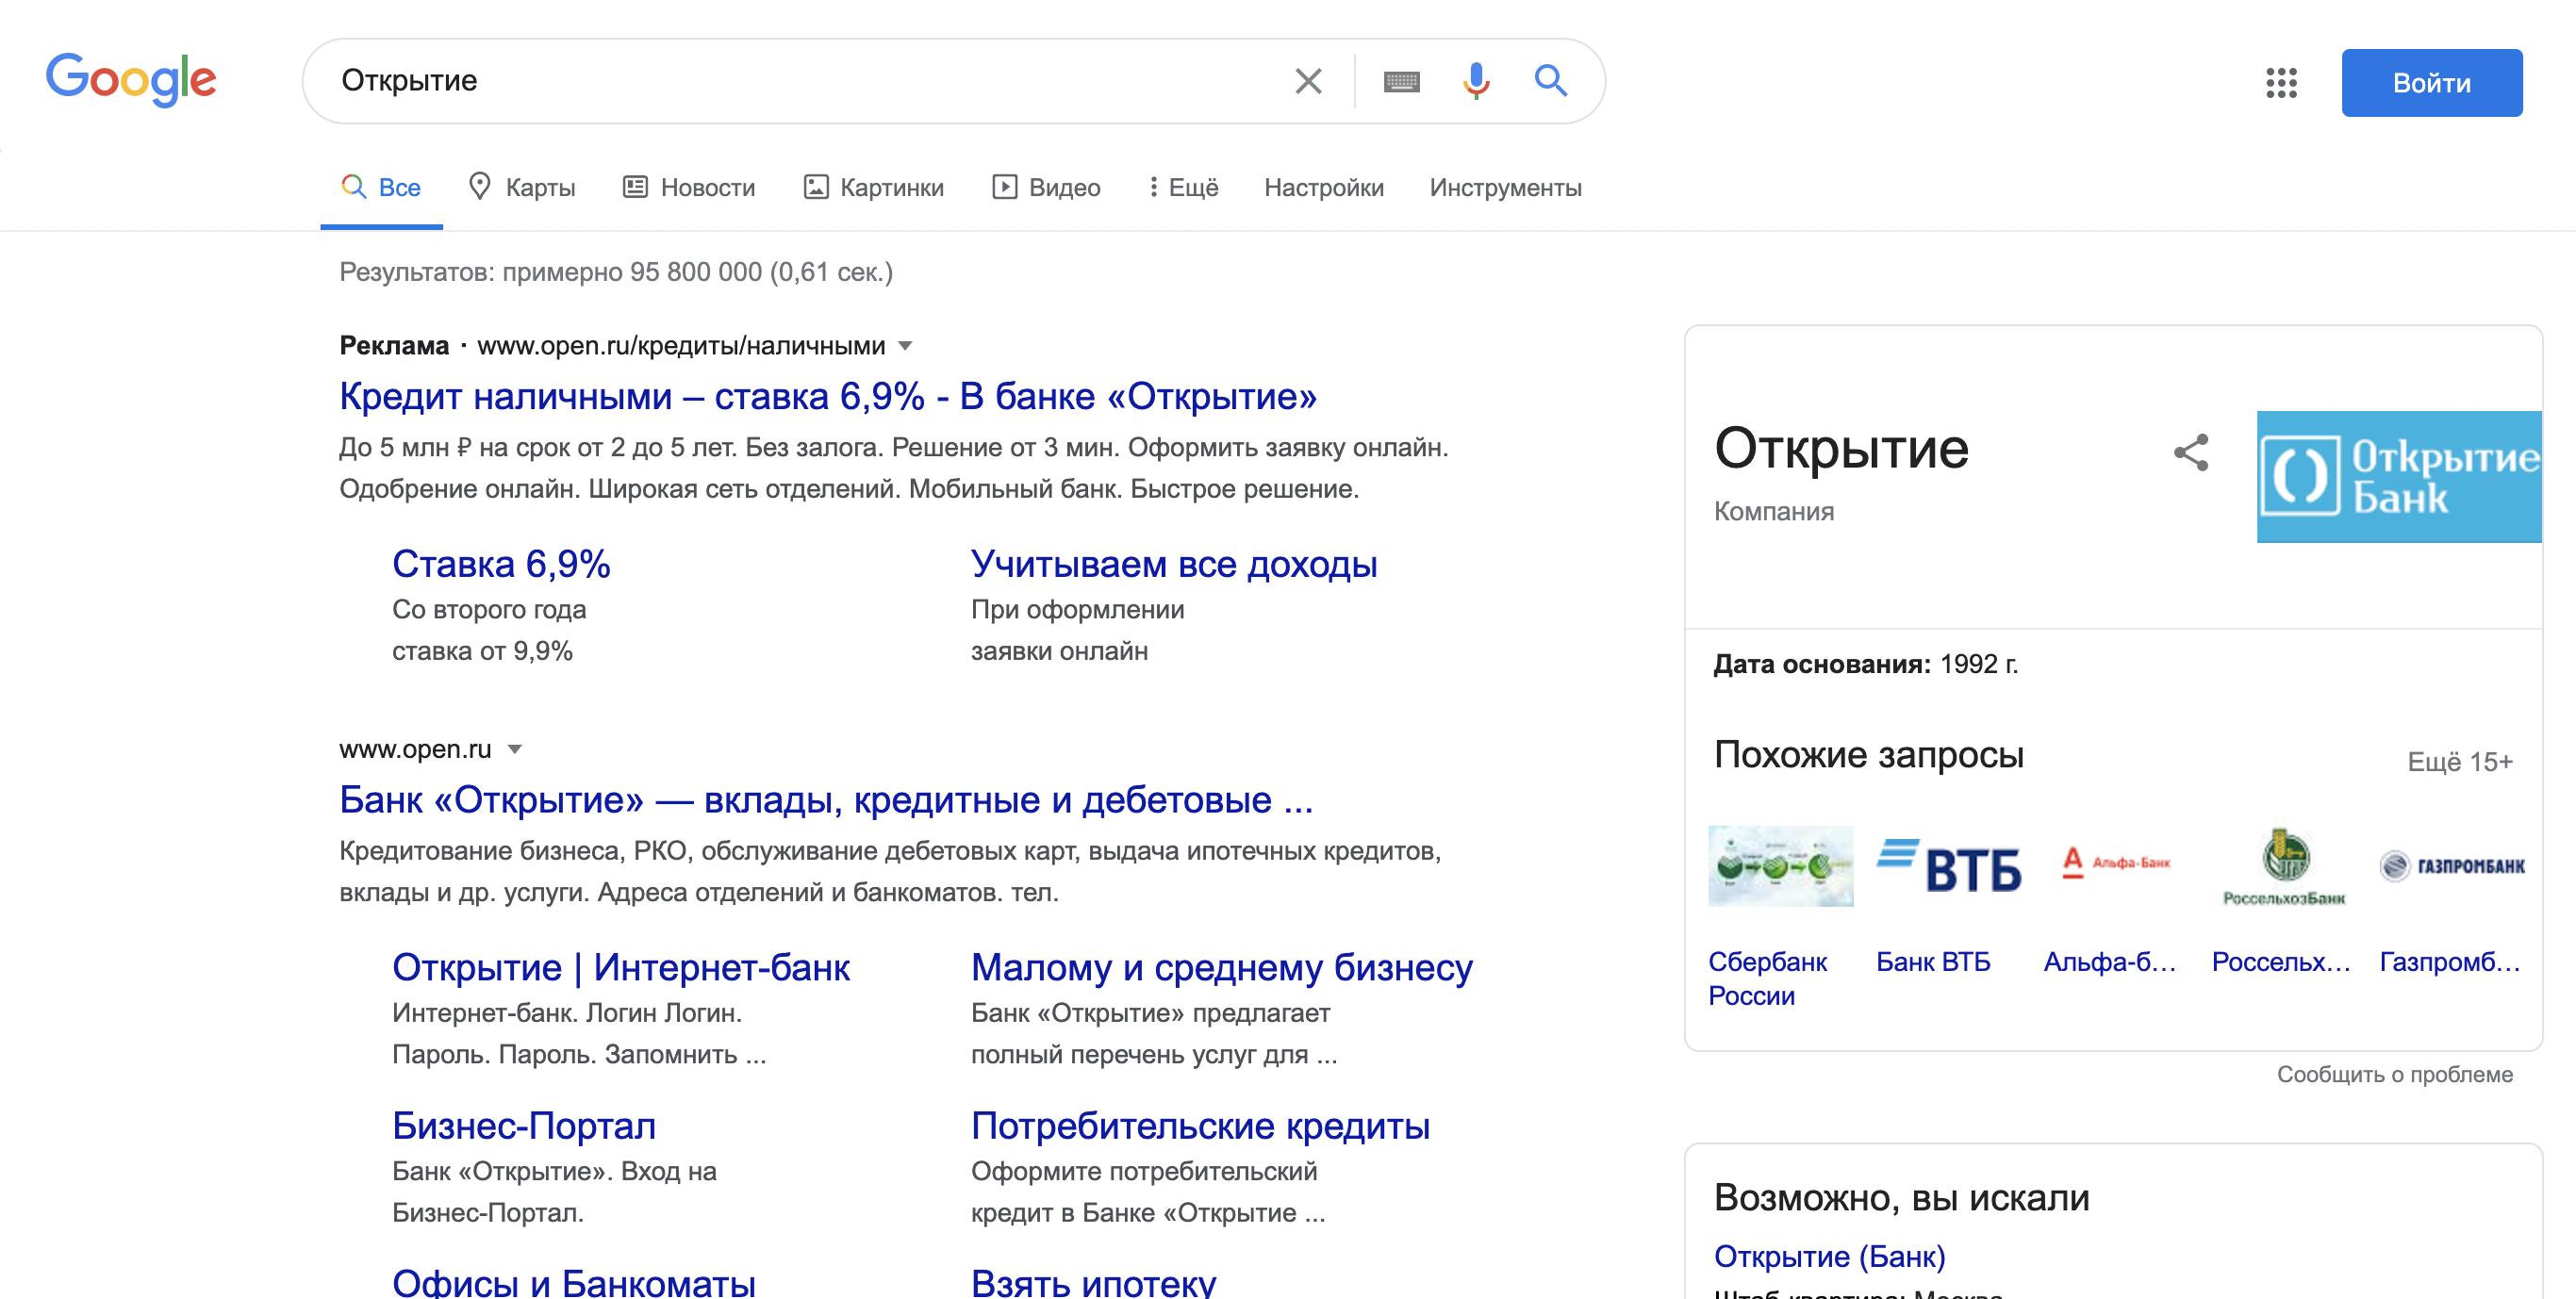 Google
Открытие
Войти
Все
Карты
Новости
Картинки
Видео
Ещё
Настройки
Инструменты
Результатов: примерно 95 800 000 (0,61 сек.)
Реклама · www.open.ru/кредиты/наличными
Кредит наличными – ставка 6,9% - В банке «Открытие»
До 5 млн ₽ на срок от 2 до 5 лет. Без залога. Решение от 3 мин. Оформить заявку онлайн.
Одобрение онлайн. Широкая сеть отделений. Мобильный банк. Быстрое решение.
Ставка 6,9%
Со второго года
ставка от 9,9%
Учитываем все доходы
При оформлении
заявки онлайн
www.open.ru
Банк «Открытие» — вклады, кредитные и дебетовые ...
Кредитование бизнеса, РКО, обслуживание дебетовых карт, выдача ипотечных кредитов,
вклады и др. услуги. Адреса отделений и банкоматов. тел.
Открытие | Интернет-банк
Интернет-банк. Логин Логин.
Пароль. Пароль. Запомнить ...
Малому и среднему бизнесу
Банк «Открытие» предлагает
полный перечень услуг для ...
Бизнес-Портал
Банк «Открытие». Вход на
Бизнес-Портал.
Потребительские кредиты
Оформите потребительский
кредит в Банке «Открытие ...
Офисы и Банкоматы
Взять ипотеку
Открытие
Компания
Открытие
Банк
Дата основания: 1992 г.
Похожие запросы
Ещё 15+
ВТБ
Альфа-Банк
РоссельхозБанк
ГАЗПРОМБАНК
Сбербанк
России
Банк ВТБ
Альфа-б...
Россельх...
Газпромб...
Сообщить о проблеме
Возможно, вы искали
Открытие (Банк)
Штаб-квартира: Москва